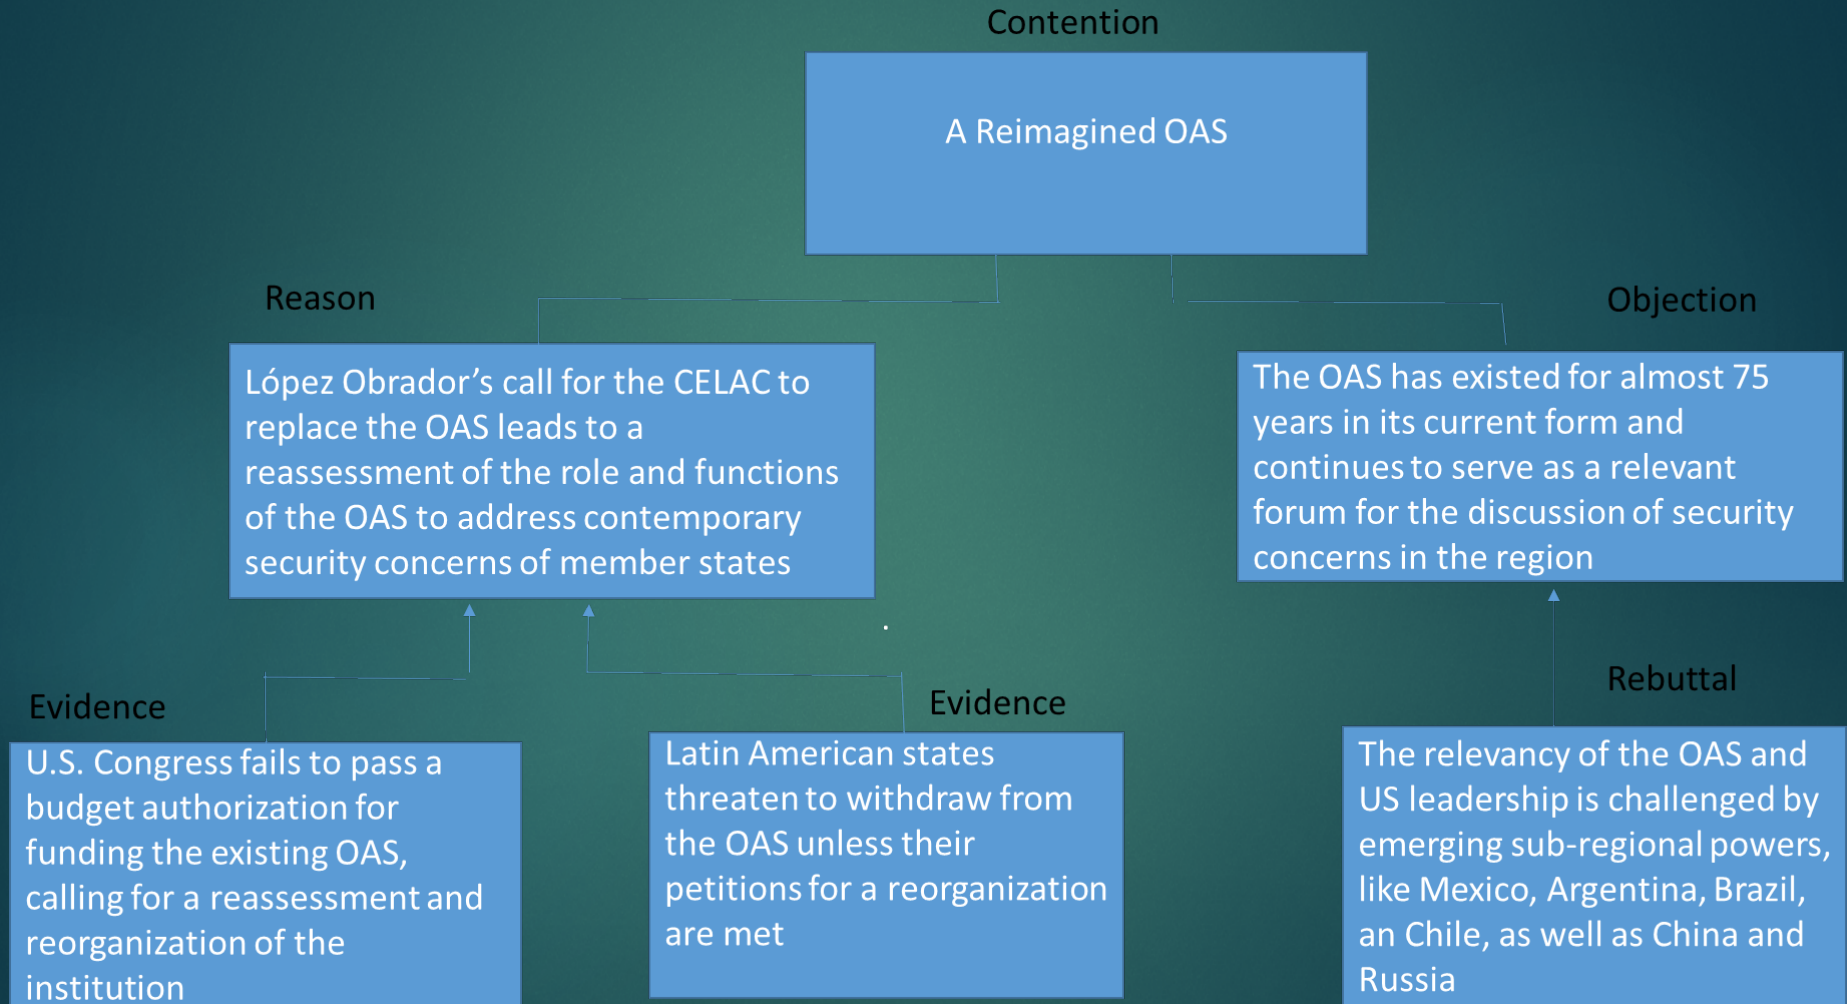 Contention
A Reimagined OAS
Reason
López Obrador’s call for the CELAC to
replace the OAS leads to a
reassessment of the role and functions
of the OAS to address contemporary
security concerns of member states
Objection
The OAS has existed for almost 75
years in its current form and
continues to serve as a relevant
forum for the discussion of security
concerns in the region
Evidence
U.S. Congress fails to pass a
budget authorization for
funding the existing OAS,
calling for a reassessment and
reorganization of the
institution
Evidence
Latin American states
threaten to withdraw from
the OAS unless their
petitions for a reorganization
are met
Rebuttal
The relevancy of the OAS and
US leadership is challenged by
emerging sub-regional powers,
like Mexico, Argentina, Brazil,
an Chile, as well as China and
Russia